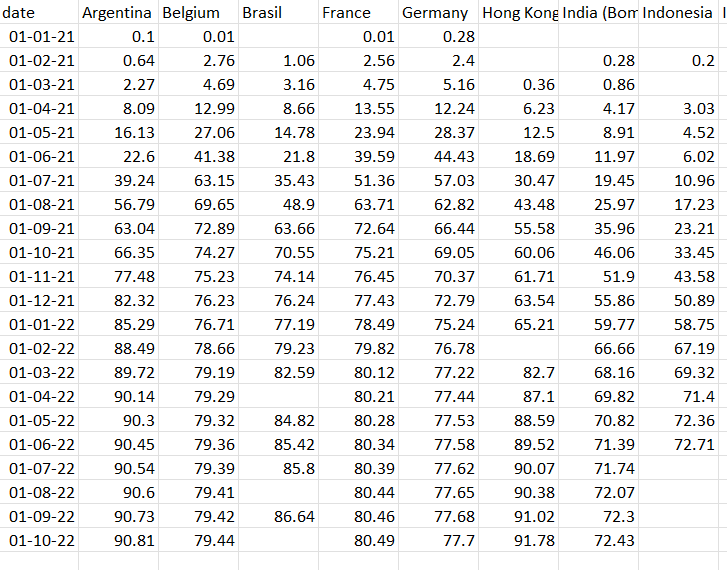 date Argentina Belgium Brasil France Germany Hong Kong India (Bom Indonesia I
01-01-21 0.1 0.01 0.01 0.28
01-02-21 0.64 2.76 1.06 2.56 2.4 0.28 0.2
01-03-21 2.27 4.69 3.16 4.75 5.16 0.36 0.86
01-04-21 8.09 12.99 8.66 13.55 12.24 6.23 4.17 3.03
01-05-21 16.13 27.06 14.78 23.94 28.37 12.5 8.91 4.52
01-06-21 22.6 41.38 21.8 39.59 44.43 18.69 11.97 6.02
01-07-21 39.24 63.15 35.43 51.36 57.03 30.47 19.45 10.96
01-08-21 56.79 69.65 48.9 63.71 62.82 43.48 25.97 17.23
01-09-21 63.04 72.89 63.66 72.64 66.44 55.58 35.96 23.21
01-10-21 66.35 74.27 70.55 75.21 69.05 60.06 46.06 33.45
01-11-21 77.48 75.23 74.14 76.45 70.37 61.71 51.9 43.58
01-12-21 82.32 76.23 76.24 77.43 72.79 63.54 55.86 50.89
01-01-22 85.29 76.71 77.19 78.49 75.24 65.21 59.77 58.75
01-02-22 88.49 78.66 79.23 79.82 76.78 66.66 67.19
01-03-22 89.72 79.19 82.59 80.12 77.22 82.7 68.16 69.32
01-04-22 90.14 79.29 80.21 77.44 87.1 69.82 71.4
01-05-22 90.3 79.32 84.82 80.28 77.53 88.59 70.82 72.36
01-06-22 90.45 79.36 85.42 80.34 77.58 89.52 71.39 72.71
01-07-22 90.54 79.39 85.8 80.39 77.62 90.07 71.74
01-08-22 90.6 79.41 80.44 77.65 90.38 72.07
01-09-22 90.73 79.42 86.64 80.46 77.68 91.02 72.3
01-10-22 90.81 79.44 80.49 77.7 91.78 72.43